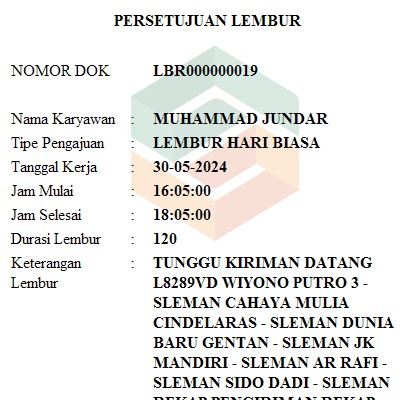 PERSETUJUAN LEMBUR
NOMOR DOK LBR000000019
Nama Karyawan : MUHAMMAD JUNDAR
Tipe Pengajuan : LEMBUR HARI BIASA
Tanggal Kerja : 30-05-2024
Jam Mulai : 16:05:00
Jam Selesai : 18:05:00
Durasi Lembur : 120
Keterangan : TUNGGU KIRIMAN DATANG
Lembur L8289VD WIYONO PUTRO 3 -
SLEMAN CAHAYA MULIA
CINDELARAS - SLEMAN DUNIA
BARU GENTAN - SLEMAN JK
MANDIRI - SLEMAN AR RAFI -
SLEMAN SIDO DADI - SLEMAN